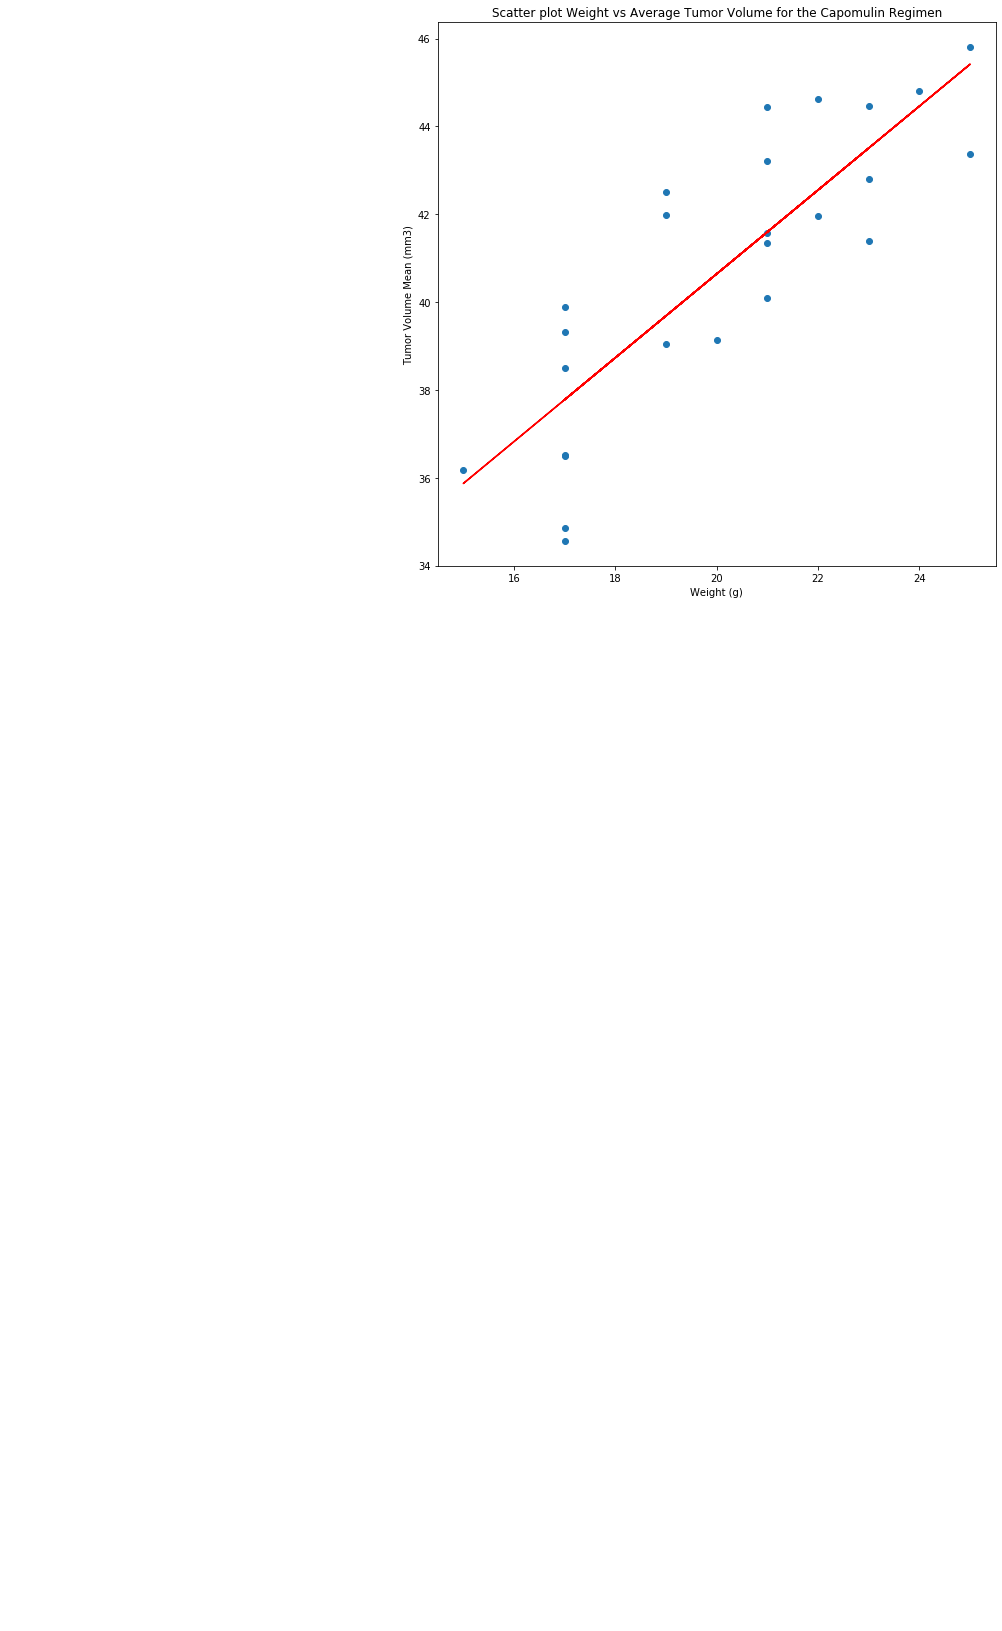 Scatter plot Weight vs Average Tumor Volume for the Capomulin Regimen
46
44
42
40
38
36
34
Tumor Volume Mean (mm3)
16 18 20 22 24
Weight (g)